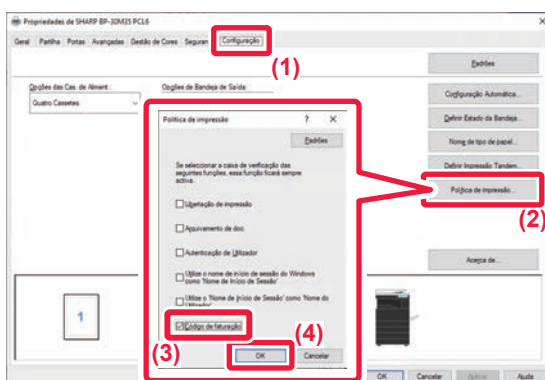 Propriedades de SHARP BP-30M35 PCL6
Geral Partilha Portas Avançadas Gestão de Cores Seguran Configuração
(1)
Padrões
Opções das Cas. de Aliment.:
Opções de Bandeja de Saída:
Quatro Cassetes
Configuração Automática...
Definir Estado da Bandeja...
Nome de tipo de papel...
Definir Impressão Tandem...
Política de impressão...
(2)
Acerca de...
Política de impressão ? ×
Padrões
Se seleccionar a caixa de verificação das
seguintes funções, essa função ficará sempre
activa.
Libertação de impressão
Arquivamento de doc.
Autenticação de Utilizador
Utilize o nome de início de sessão do Windows
como 'Nome de Início de Sessão'
Utilize o 'Nome de Início de Sessão' como 'Nome do
Utilizador'
Código de faturação
(3)
(4)
OK Cancelar
1
OK Cancelar Aplicar Ajuda